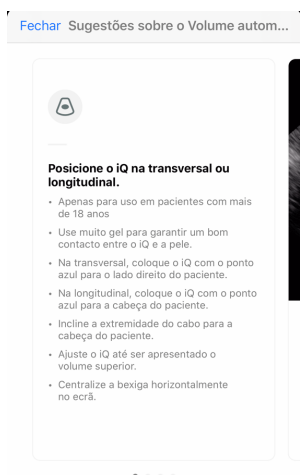 Fechar Sugestões sobre o Volume autom...
Posicione o iQ na transversal ou
longitudinal.
• Apenas para uso em pacientes com mais
de 18 anos
• Use muito gel para garantir um bom
contacto entre o iQ e a pele.
• Na transversal, coloque o iQ com o ponto
azul para o lado direito do paciente.
• Na longitudinal, coloque o iQ com o ponto
azul para a cabeça do paciente.
• Incline a extremidade do cabo para a
cabeça do paciente.
• Ajuste o iQ até ser apresentado o
volume superior.
• Centralize a bexiga horizontalmente
no ecrã.